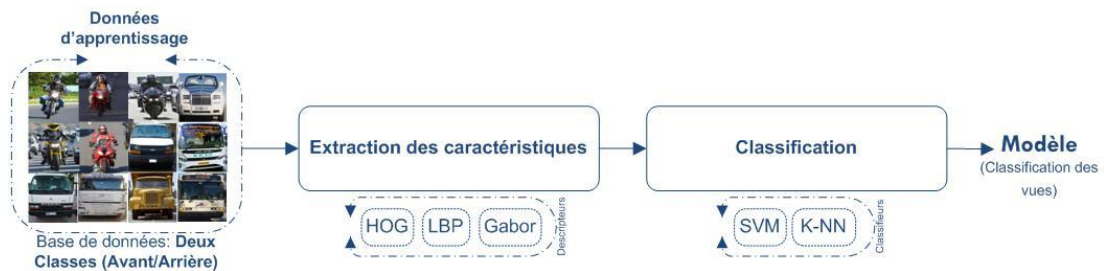 Données
d'apprentissage
Base de données: Deux
Classes (Avant/Arrière)
Extraction des caractéristiques
HOG LBP Gabor
Descripteurs
Classification
SVM K-NN
Classifieurs
Modèle
(Classification des
vues)